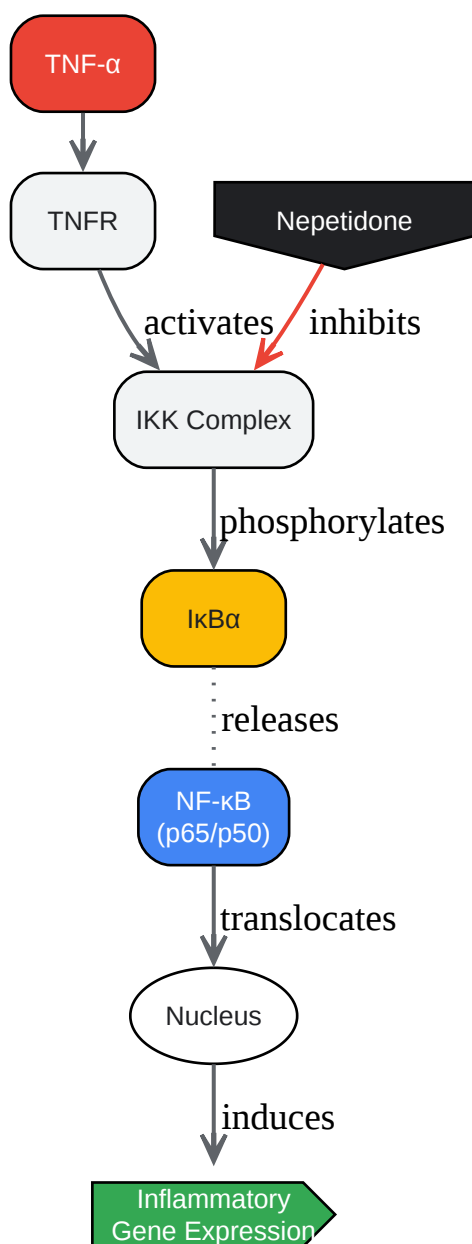 TNF-α
TNFR
Nepetidone
activates
inhibits
IKK Complex
phosphorylates
IκBα
releases
NF-κB
(p65/p50)
translocates
Nucleus
induces
Inflammatory
Gene Expression